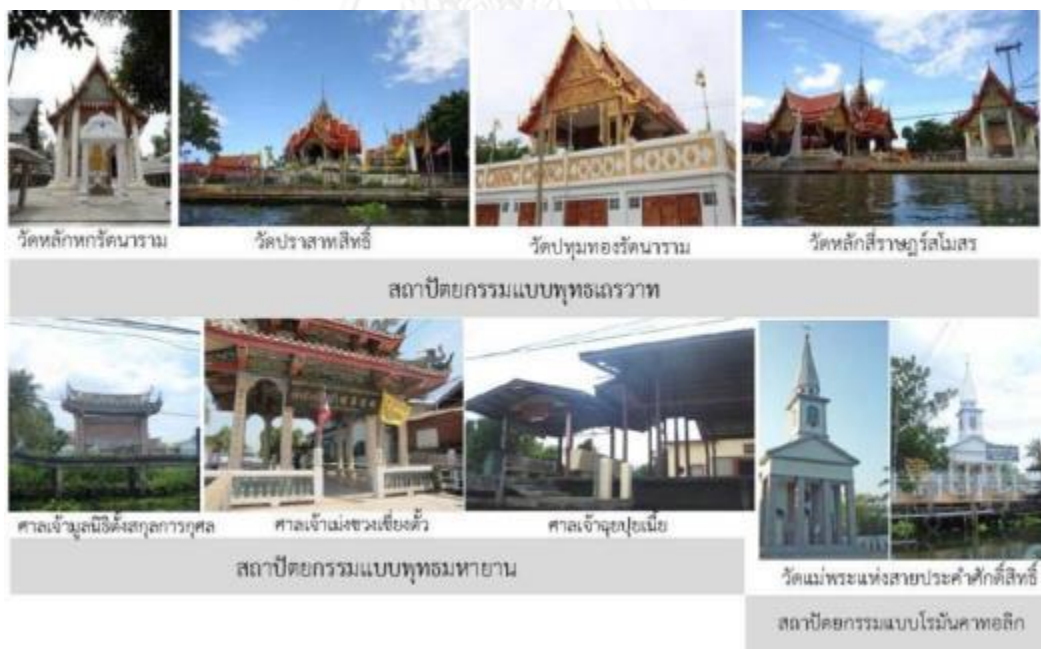 วัดหลักหกรัตนาราม
วัดปราสาทสิทธิ์
วัดปทุมทองรัตนาราม
วัดหลักสี่ราษฎร์สโมสร
สถาปัตยกรรมแบบพุทธเถรวาท
ศาลเจ้ามูลนิธิตั้งสกุลการกุศล
ศาลเจ้าเม่งซวงเซี่ยงตั๊ว
ศาลเจ้าฉุยปุยเนี้ย
สถาปัตยกรรมแบบพุทธมหายาน
วัดแม่พระแห่งสายประคำศักดิ์สิทธิ์
สถาปัตยกรรมแบบโรมันคาทอลิก